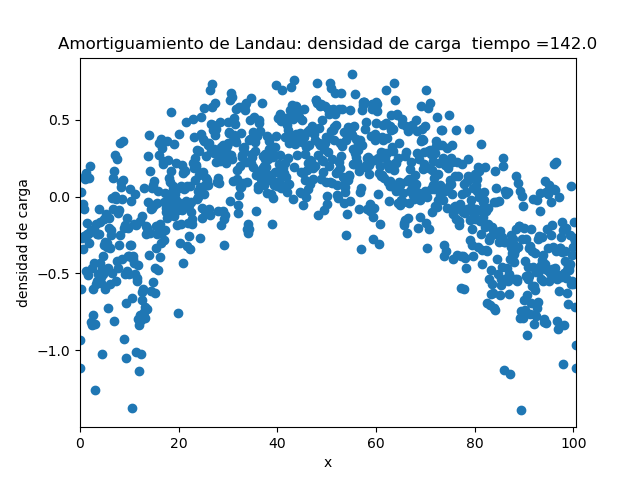 Amortiguamiento de Landau: densidad de carga  tiempo =142.0
densidad de carga
0.5
0.0
−0.5
−1.0
0 20 40 60 80 100
x